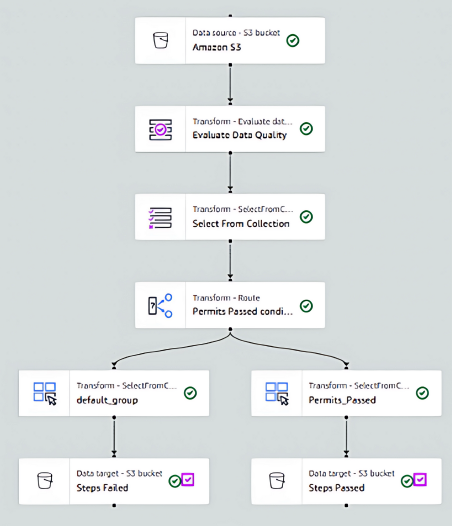 Data source - S3 bucket
Amazon S3
Transform - Evaluate dat...
Evaluate Data Quality
Transform - SelectFromC...
Select From Collection
?
Transform - Route
Permits Passed condi...
Transform - SelectFromC...
default_group
Transform - SelectFromC...
Permits_Passed
Data target - S3 bucket
Steps Failed
Data target - S3 bucket
Steps Passed